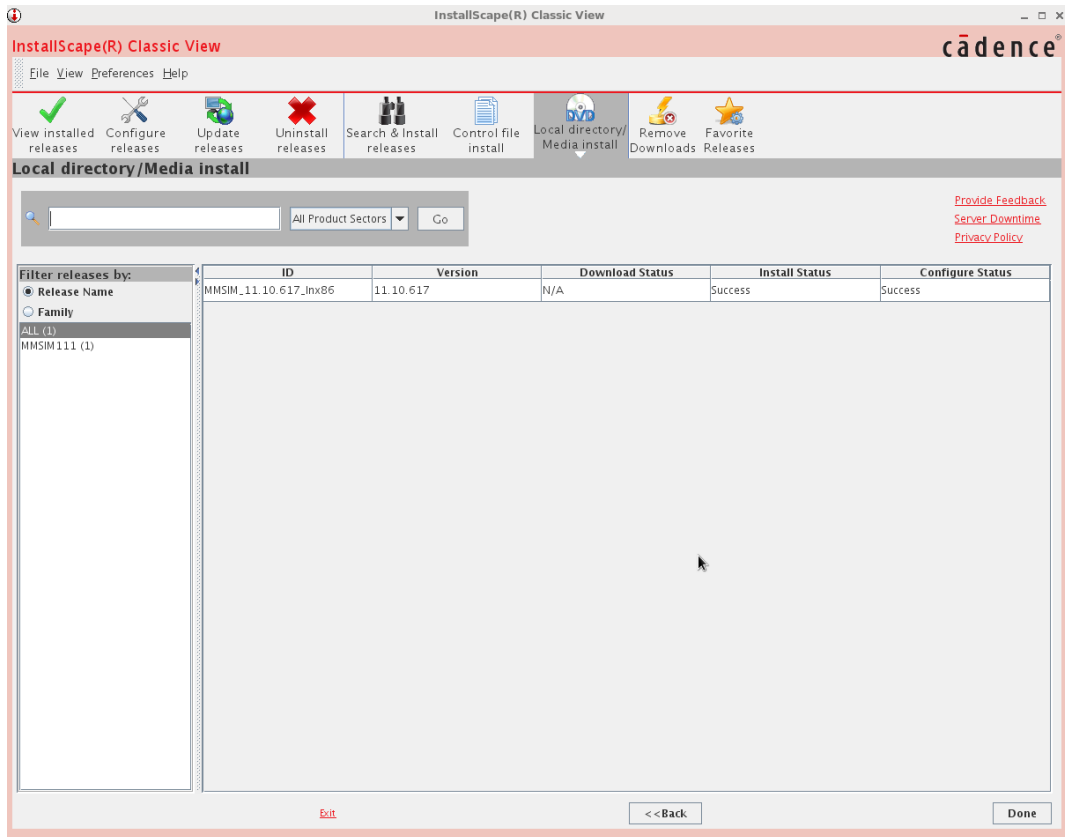 InstallScape(R) Classic View
InstallScape(R) Classic View
cādence®
File View Preferences Help
View installed releases
Configure releases
Update releases
Uninstall releases
Search & Install releases
Control file install
Local directory/ Media install
Remove Downloads
Favorite Releases
Local directory/Media install
All Product Sectors
Go
Provide Feedback
Server Downtime
Privacy Policy
Filter releases by:
Release Name
Family
ALL (1)
MMSIM111 (1)
ID Version Download Status Install Status Configure Status
MMSIM_11.10.617_lnx86 11.10.617 N/A Success Success
Exit
<<Back
Done